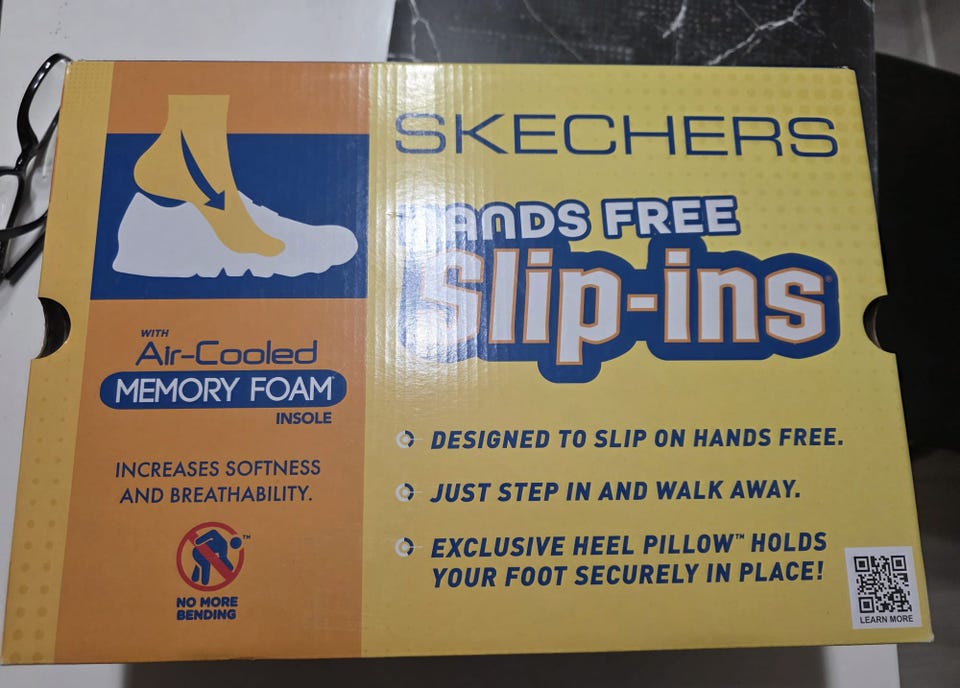 SKECHERS
HANDS FREE
Slip-ins®
WITH
Air-Cooled
MEMORY FOAM
INSOLE
INCREASES SOFTNESS
AND BREATHABILITY.
™
NO MORE
BENDING
DESIGNED TO SLIP ON HANDS FREE.
JUST STEP IN AND WALK AWAY.
EXCLUSIVE HEEL PILLOW™ HOLDS
YOUR FOOT SECURELY IN PLACE!
LEARN MORE